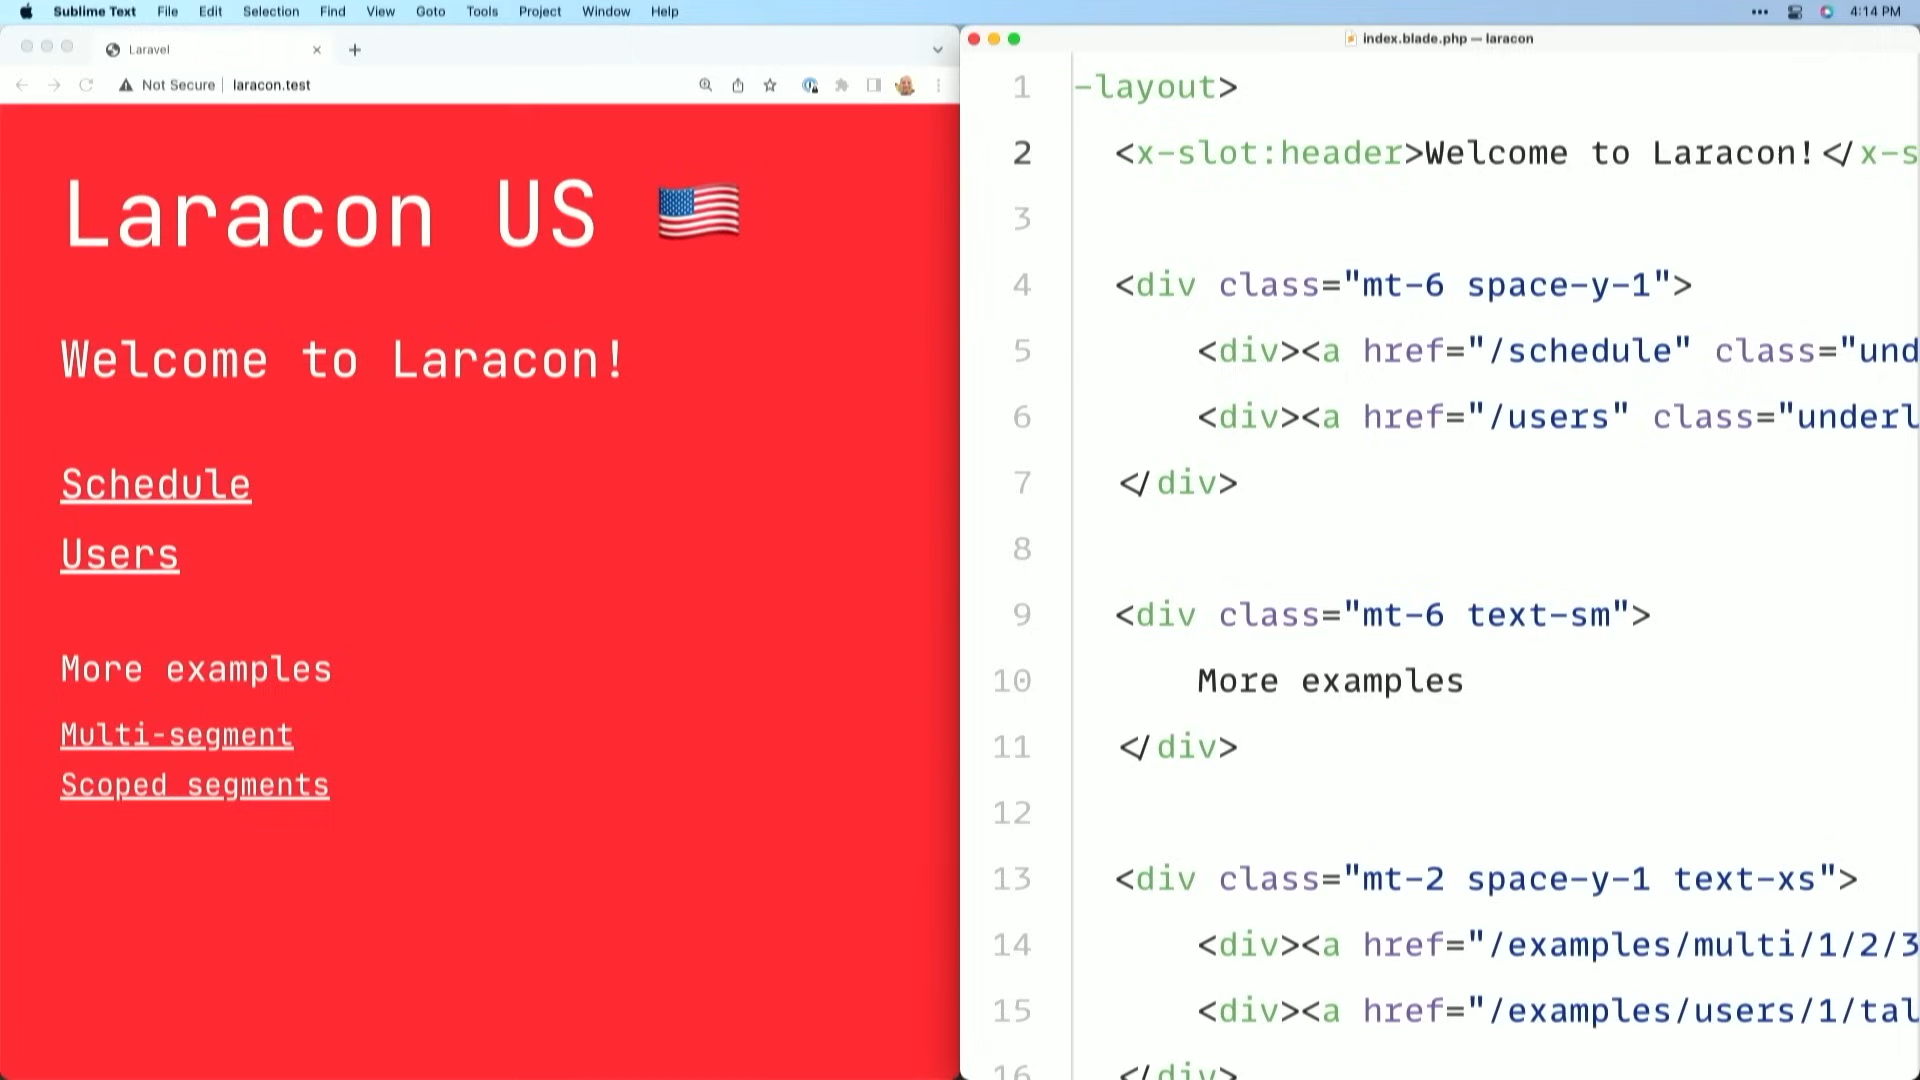 Sublime Text File Edit Selection Find View Goto Tools Project Window Help 4:14 PM
Laravel
Not Secure laracon.test
Laracon US
Welcome to Laracon!
Schedule
Users
More examples
Multi-segment
Scoped segments
index.blade.php — laracon
1 -layout>
2 <x-slot:header>Welcome to Laracon!</x-s
3
4 <div class="mt-6 space-y-1">
5 <div><a href="/schedule" class="und
6 <div><a href="/users" class="underl
7 </div>
8
9 <div class="mt-6 text-sm">
10 More examples
11 </div>
12
13 <div class="mt-2 space-y-1 text-xs">
14 <div><a href="/examples/multi/1/2/3
15 <div><a href="/examples/users/1/tal
16 </div>